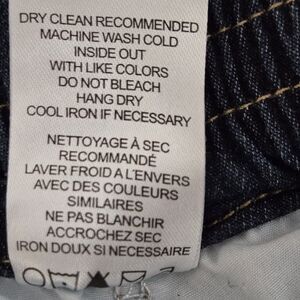 DRY CLEAN RECOMMENDED
MACHINE WASH COLD
INSIDE OUT
WITH LIKE COLORS
DO NOT BLEACH
HANG DRY
COOL IRON IF NECESSARY
NETTOYAGE À SEC
RECOMMANDÉ
LAVER FROID A L'ENVERS
AVEC DES COULEURS
SIMILAIRES
NE PAS BLANCHIR
ACCROCHEZ SEC
IRON DOUX SI NECESSAIRE